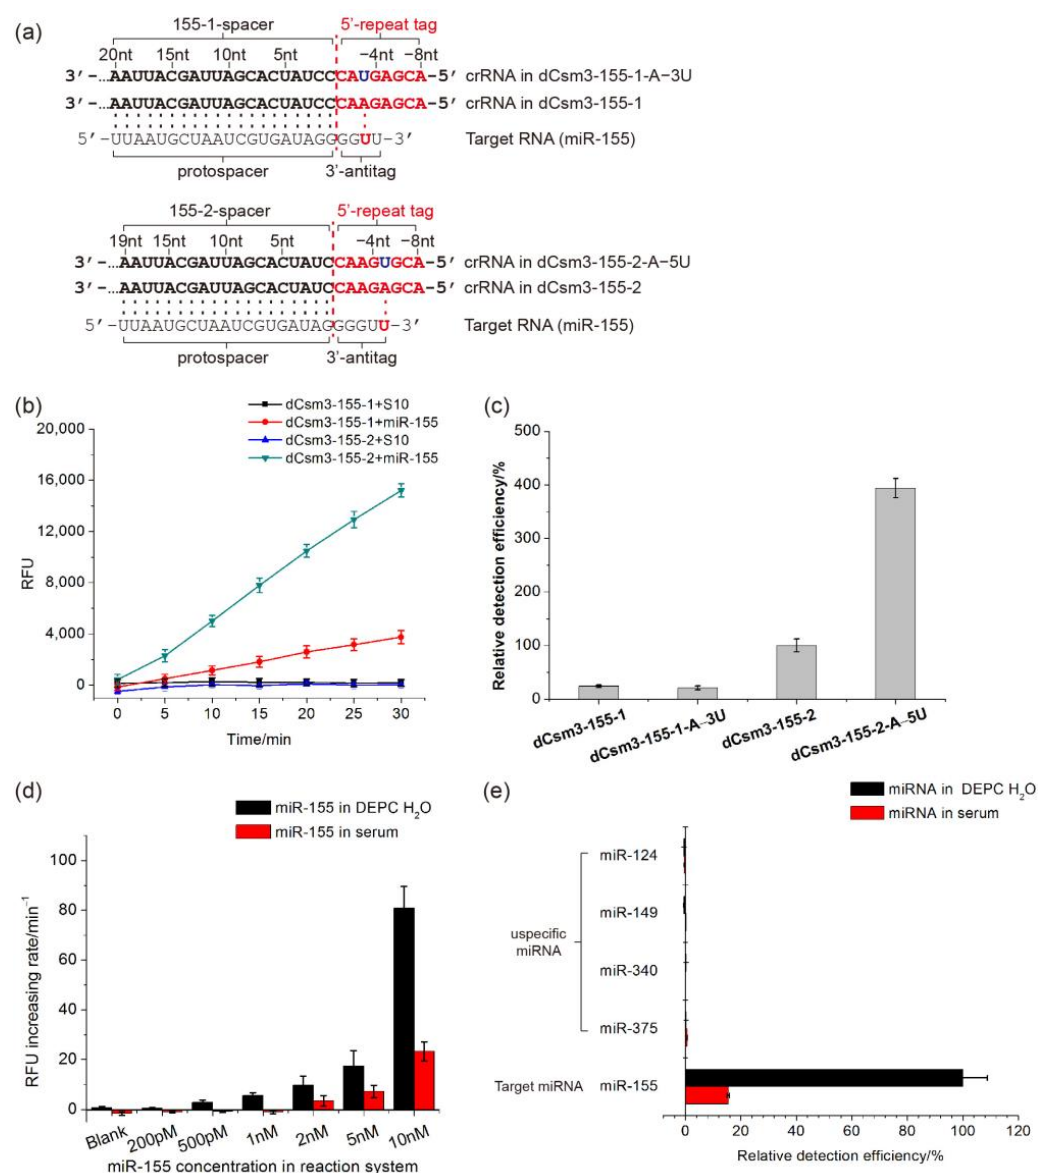 (a)
155-1-spacer 5'-repeat tag
20nt 15nt 10nt 5nt −4nt −8nt
3′-…AAUUACGAUUAGCACUAUCCCAUGAGCA-5′ crRNA in dCsm3-155-1-A−3U
3′-…AAUUACGAUUAGCACUAUCCCAAGAGCA-5′ crRNA in dCsm3-155-1
5′-UUAAUGCUAAUCGUGAUAGGGGUU-3′ Target RNA (miR-155)
protospacer 3'-antitag
155-2-spacer 5'-repeat tag
19nt 15nt 10nt 5nt −4nt −8nt
3′-…AAUUACGAUUAGCACUAUCCAAGUGCA-5′ crRNA in dCsm3-155-2-A−5U
3′-…AAUUACGAUUAGCACUAUCCAAGAGCA-5′ crRNA in dCsm3-155-2
5′-UUAAUGCUAAUCGUGAUAGGGGUU-3′ Target RNA (miR-155)
protospacer 3'-antitag
(b)
dCsm3-155-1+S10
dCsm3-155-1+miR-155
dCsm3-155-2+S10
dCsm3-155-2+miR-155
20,000
16,000
12,000
8,000
4,000
0
RFU
0 5 10 15 20 25 30
Time/min
(c)
500
400
300
200
100
0
Relative detection efficiency/%
dCsm3-155-1
dCsm3-155-1-A−3U
dCsm3-155-2
dCsm3-155-2-A−5U
(d)
miR-155 in DEPC H₂O
miR-155 in serum
100
80
60
40
20
0
RFU increasing rate/min⁻¹
Blank 200pM 500pM 1nM 2nM 5nM 10nM
miR-155 concentration in reaction system
(e)
miRNA in DEPC H₂O
miRNA in serum
uspecific
miRNA
miR-124
miR-149
miR-340
miR-375
Target miRNA miR-155
0 20 40 60 80 100 120
Relative detection efficiency/%